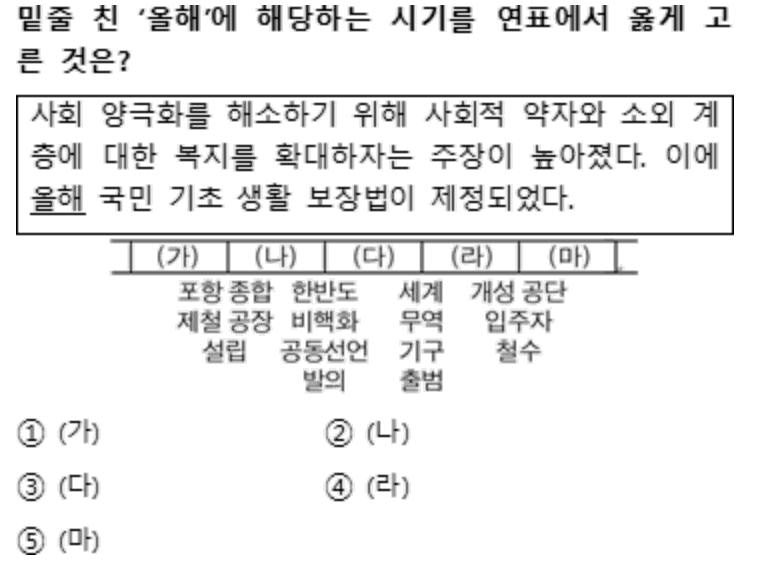 밑줄 친 ‘올해’에 해당하는 시기를 연표에서 옳게 고
른 것은?
사회 양극화를 해소하기 위해 사회적 약자와 소외 계
층에 대한 복지를 확대하자는 주장이 높아졌다. 이에
올해 국민 기초 생활 보장법이 제정되었다.
(가) (나) (다) (라) (마)
포항 종합 한반도 세계 개성 공단
제철 공장 비핵화 무역 입주자
설립 공동선언 기구 철수
발의 출범
① (가) ② (나)
③ (다) ④ (라)
⑤ (마)